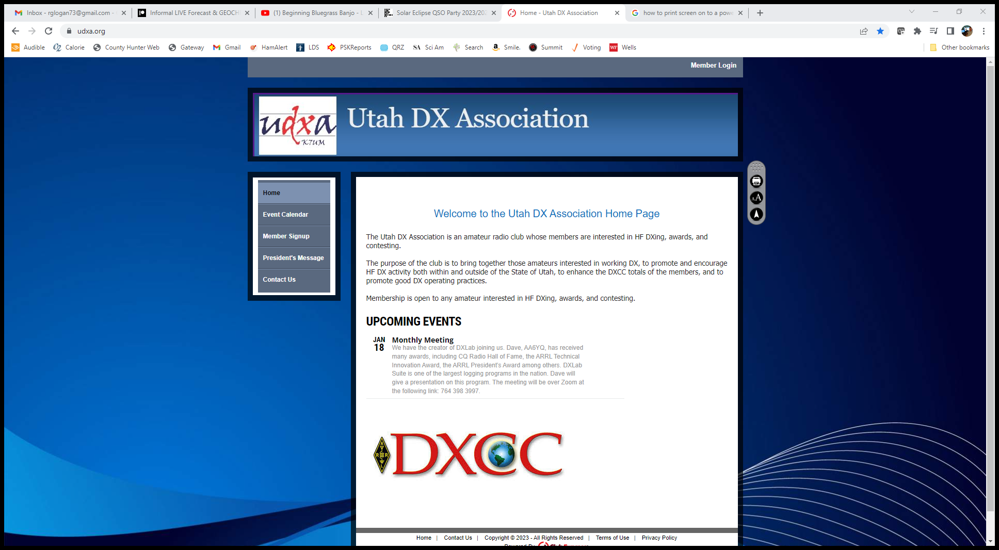 Inbox - rglogan73@gmail.com -
Informal LIVE Forecast & GEOCH
(1) Beginning Bluegrass Banjo - L
Solar Eclipse QSO Party 2023/202
Home - Utah DX Association
how to print screen on to a powe
udxa.org
Audible
Calorie
County Hunter Web
Gateway
Gmail
HamAlert
LDS
PSKReports
QRZ
SA Sci Am
Search
Smile.
Summit
Voting
WF Wells
Other bookmarks
Member Login
udxa
K7UM
Utah DX Association
Home
Event Calendar
Member Signup
President's Message
Contact Us
AA
Welcome to the Utah DX Association Home Page
The Utah DX Association is an amateur radio club whose members are interested in HF DXing, awards, and
contesting.
The purpose of the club is to bring together those amateurs interested in working DX, to promote and encourage
HF DX activity both within and outside of the State of Utah, to enhance the DXCC totals of the members, and to
promote good DX operating practices.
Membership is open to any amateur interested in HF DXing, awards, and contesting.
UPCOMING EVENTS
JAN
18
Monthly Meeting
We have the creator of DXLab joining us. Dave, AA6YQ, has received
many awards, including CQ Radio Hall of Fame, the ARRL Technical
Innovation Award, the ARRL President's Award among others. DXLab
Suite is one of the largest logging programs in the nation. Dave will
give a presentation on this program. The meeting will be over Zoom at
the following link: 764 398 3997.
ARRL
DXCC
Home | Contact Us | Copyright © 2023 - All Rights Reserved | Terms of Use | Privacy Policy